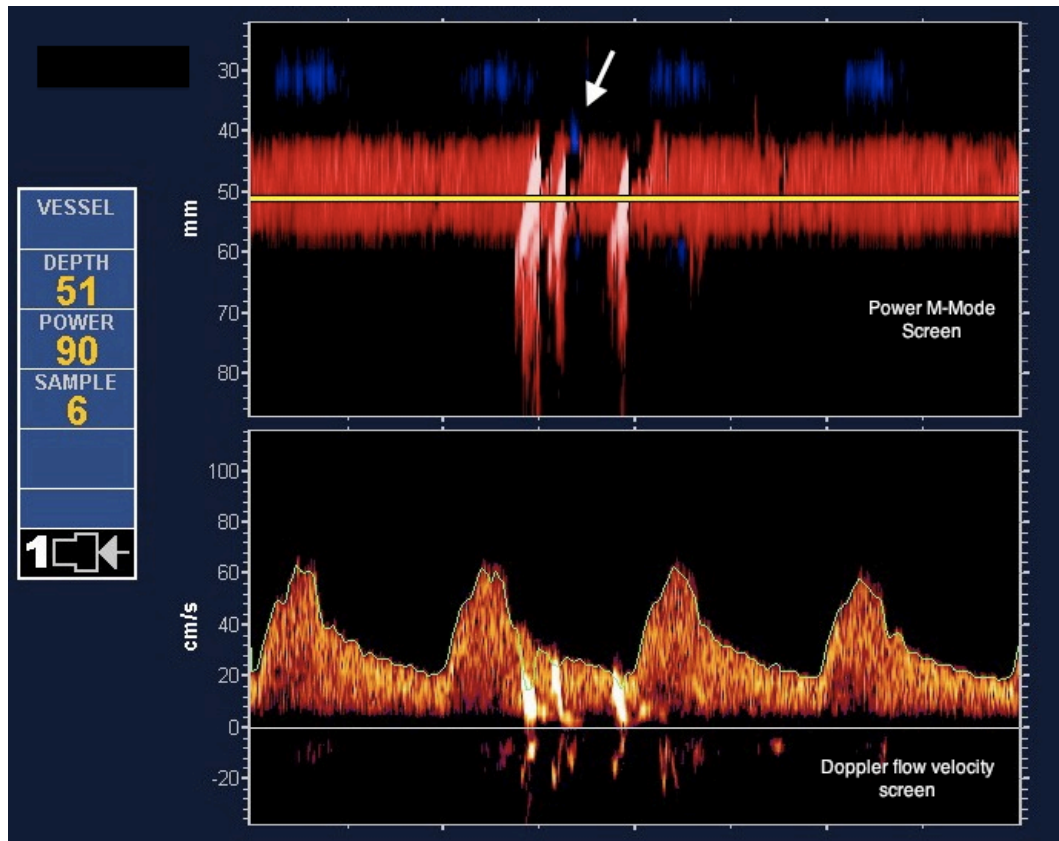 VESSEL
DEPTH
51
POWER
90
SAMPLE
6
1
mm
30
40
50
60
70
80
Power M-Mode
Screen
cm/s
100
80
60
40
20
0
-20
Doppler flow velocity
screen